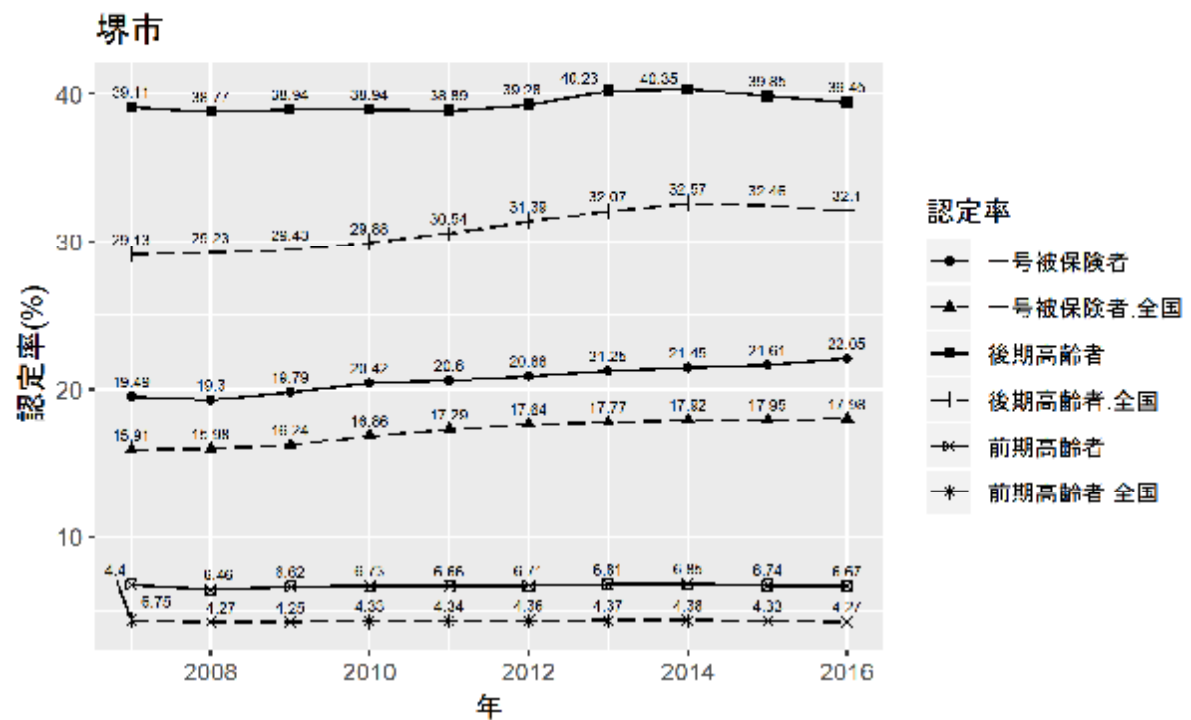 堺市
40
30
20
10
認定率(%)
39.11 38.77 38.94 38.94 38.89 39.28 40.23 40.35 39.85 39.45
29.13 29.23 29.43 29.88 30.54 31.39 32.07 32.57 32.46 32.1
19.49 19.3 19.79 20.42 20.6 20.88 21.25 21.45 21.61 22.05
15.91 15.98 16.24 16.86 17.29 17.64 17.77 17.92 17.95 17.98
4.4 6.46 6.62 6.73 6.66 6.71 6.81 6.85 6.74 6.67
6.75 4.27 4.25 4.33 4.34 4.36 4.37 4.38 4.33 4.27
2008 2010 2012 2014 2016
年
認定率
一号被保険者
一号被保険者.全国
後期高齢者
後期高齢者.全国
前期高齢者
前期高齢者.全国